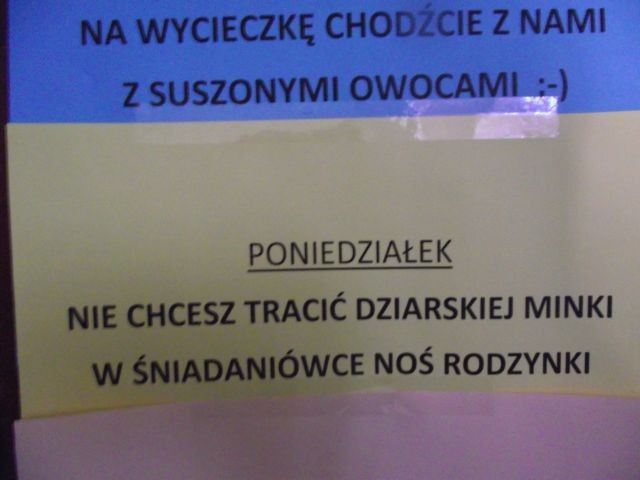 NA WYCIECZKĘ CHODŹCIE Z NAMI
Z SUSZONYMI OWOCAMI ;-)
PONIEDZIAŁEK
NIE CHCESZ TRACIĆ DZIARSKIEJ MINKI
W ŚNIADANIÓWCE NOŚ RODZYNKI